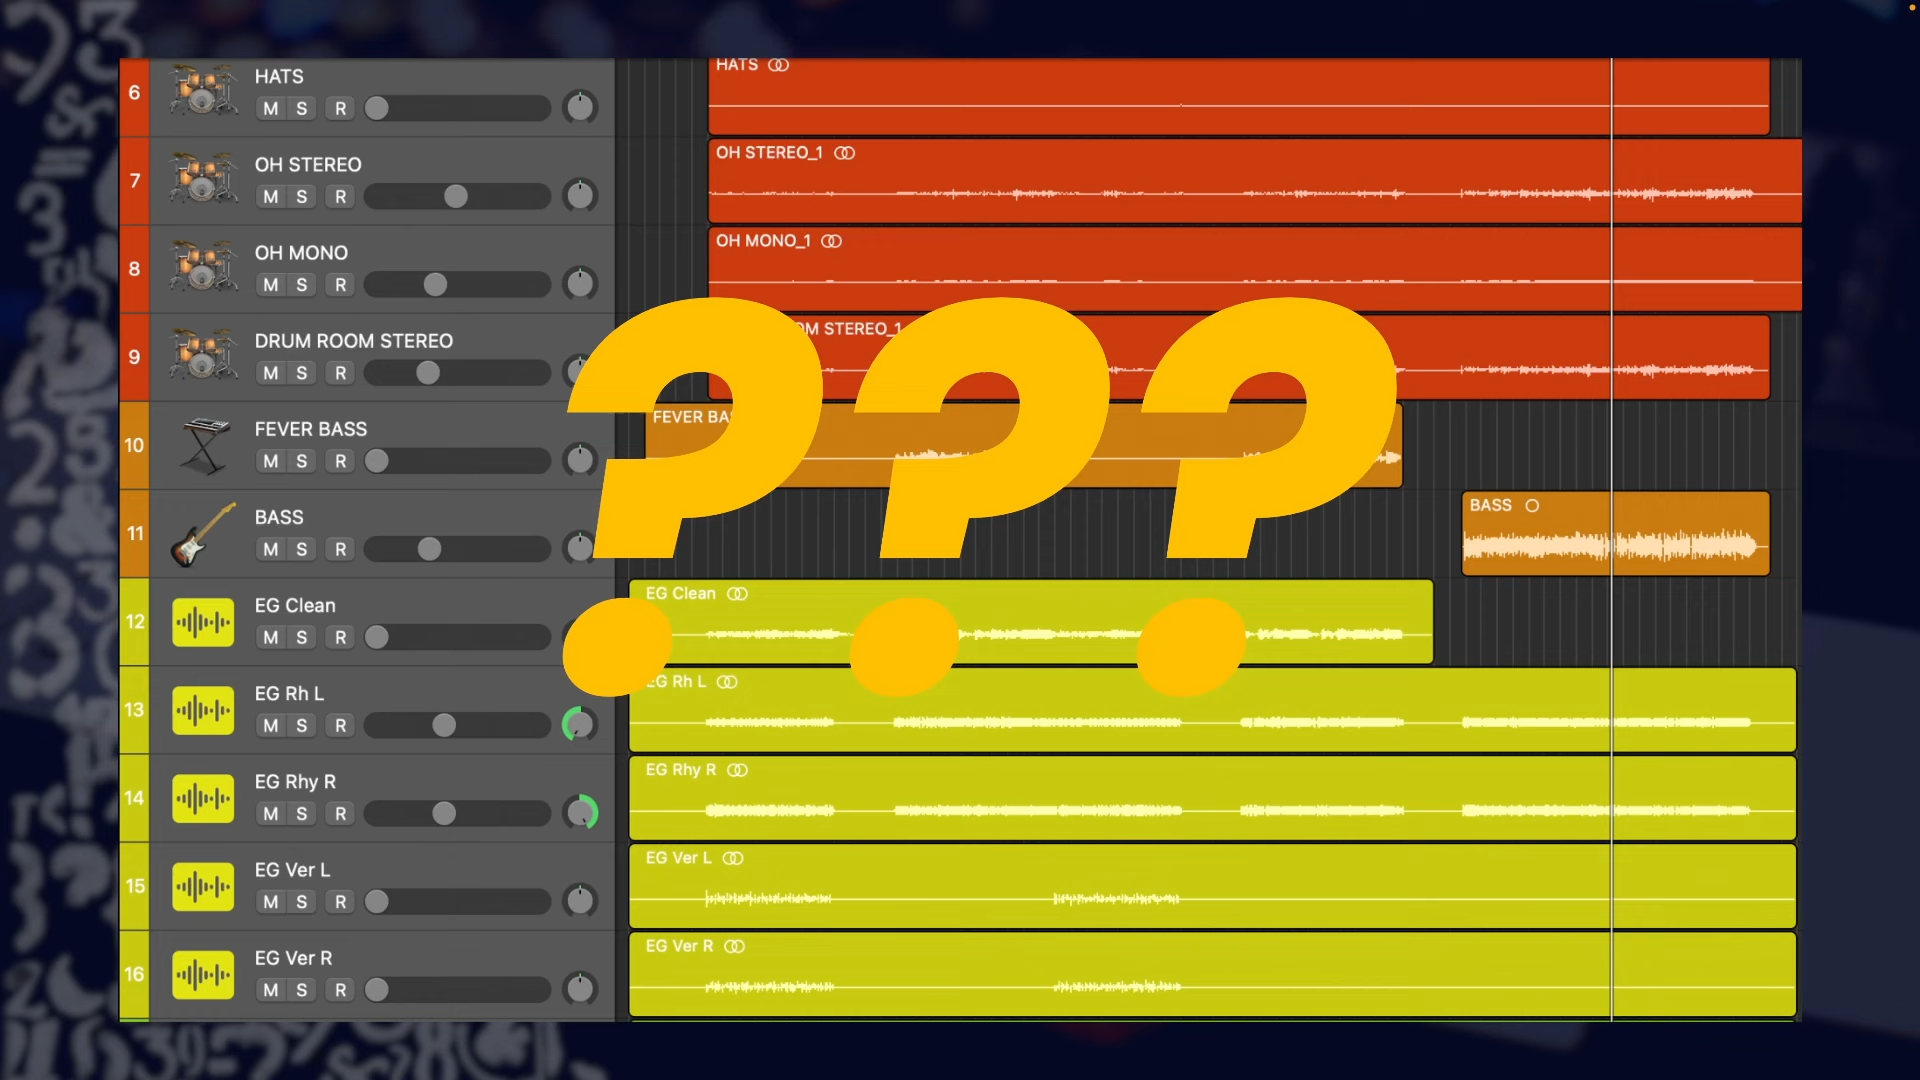 6
HATS
M S R
HATS
7
OH STEREO
M S R
OH STEREO_1
8
OH MONO
M S R
OH MONO_1
9
DRUM ROOM STEREO
M S R
OM STEREO_1
10
FEVER BASS
M S R
FEVER BA
11
BASS
M S R
BASS
12
EG Clean
M S R
EG Clean
13
EG Rh L
M S R
EG Rh L
14
EG Rhy R
M S R
EG Rhy R
15
EG Ver L
M S R
EG Ver L
16
EG Ver R
M S R
EG Ver R
???